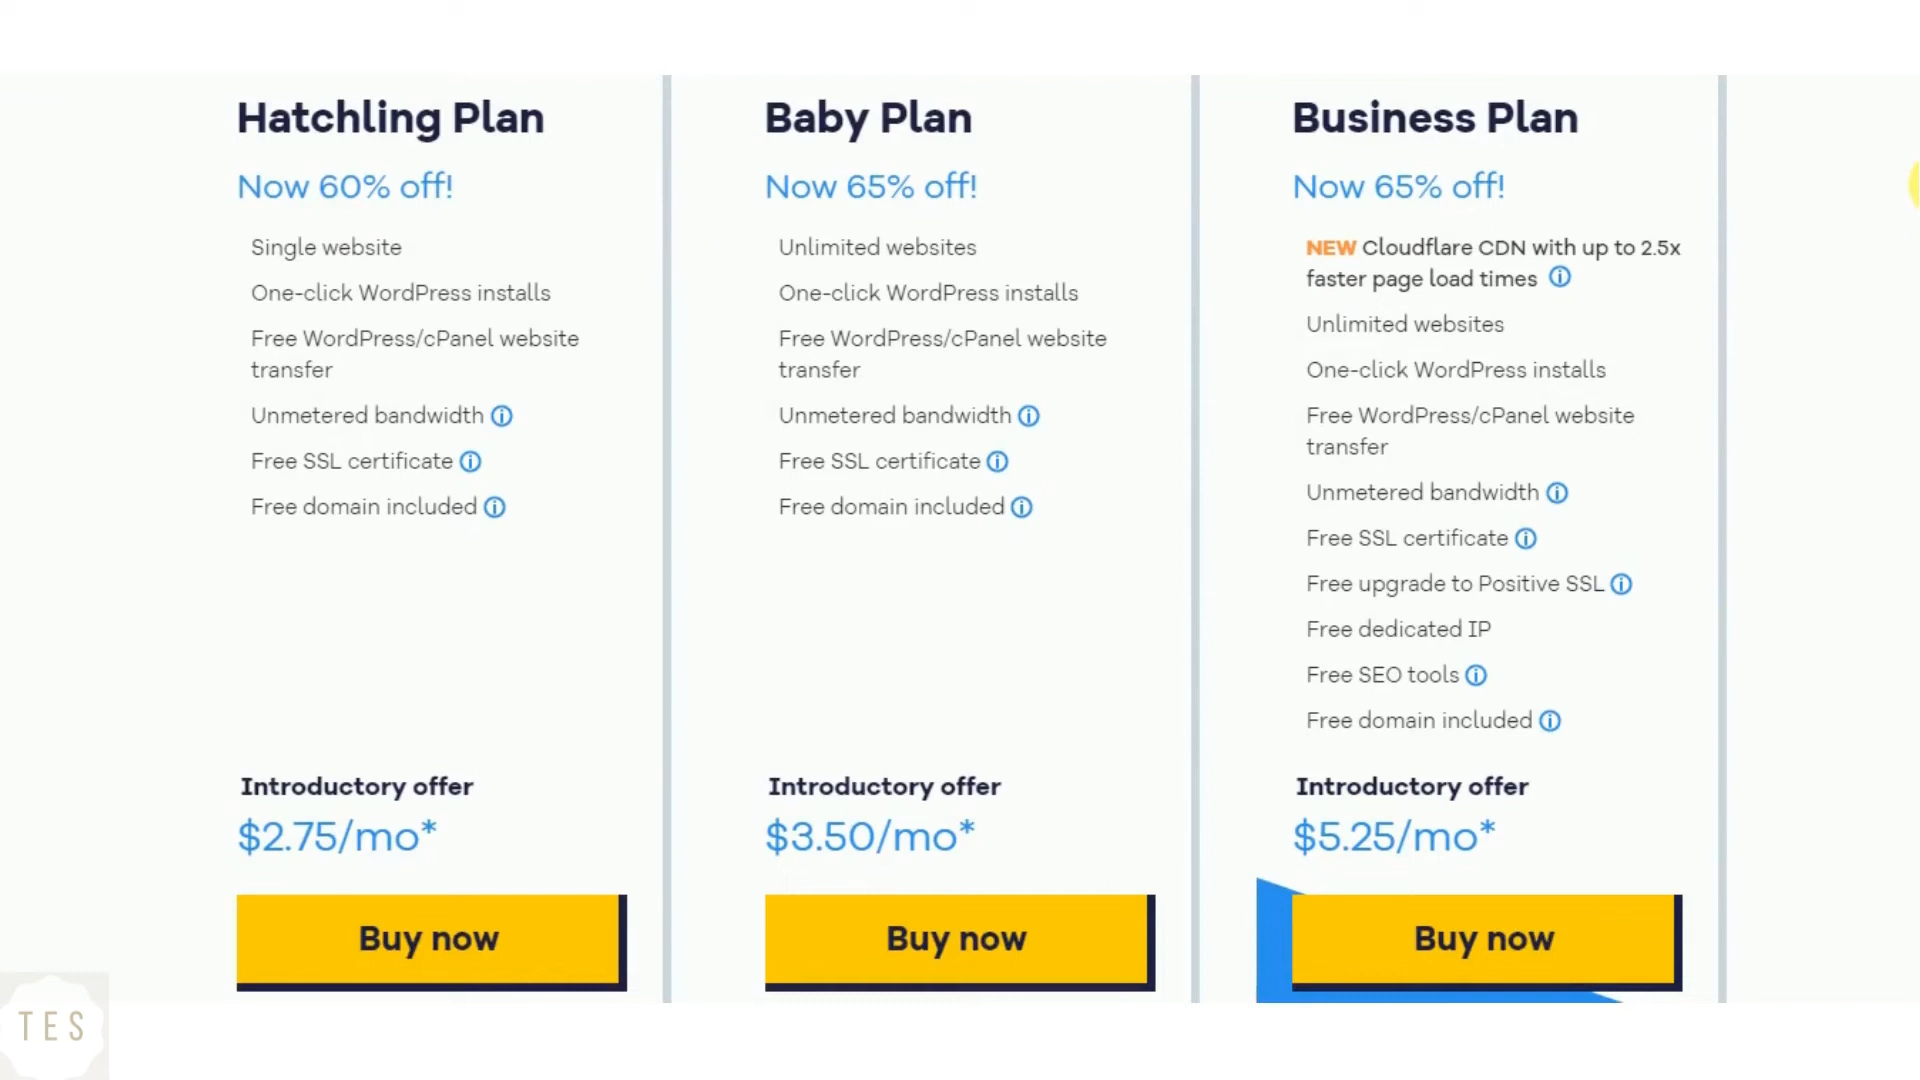 Hatchling Plan
Now 60% off!
Single website
One-click WordPress installs
Free WordPress/cPanel website
transfer
Unmetered bandwidth
Free SSL certificate
Free domain included
Introductory offer
$2.75/mo*
Buy now
Baby Plan
Now 65% off!
Unlimited websites
One-click WordPress installs
Free WordPress/cPanel website
transfer
Unmetered bandwidth
Free SSL certificate
Free domain included
Introductory offer
$3.50/mo*
Buy now
Business Plan
Now 65% off!
NEW Cloudflare CDN with up to 2.5x
faster page load times
Unlimited websites
One-click WordPress installs
Free WordPress/cPanel website
transfer
Unmetered bandwidth
Free SSL certificate
Free upgrade to Positive SSL
Free dedicated IP
Free SEO tools
Free domain included
Introductory offer
$5.25/mo*
Buy now
TES